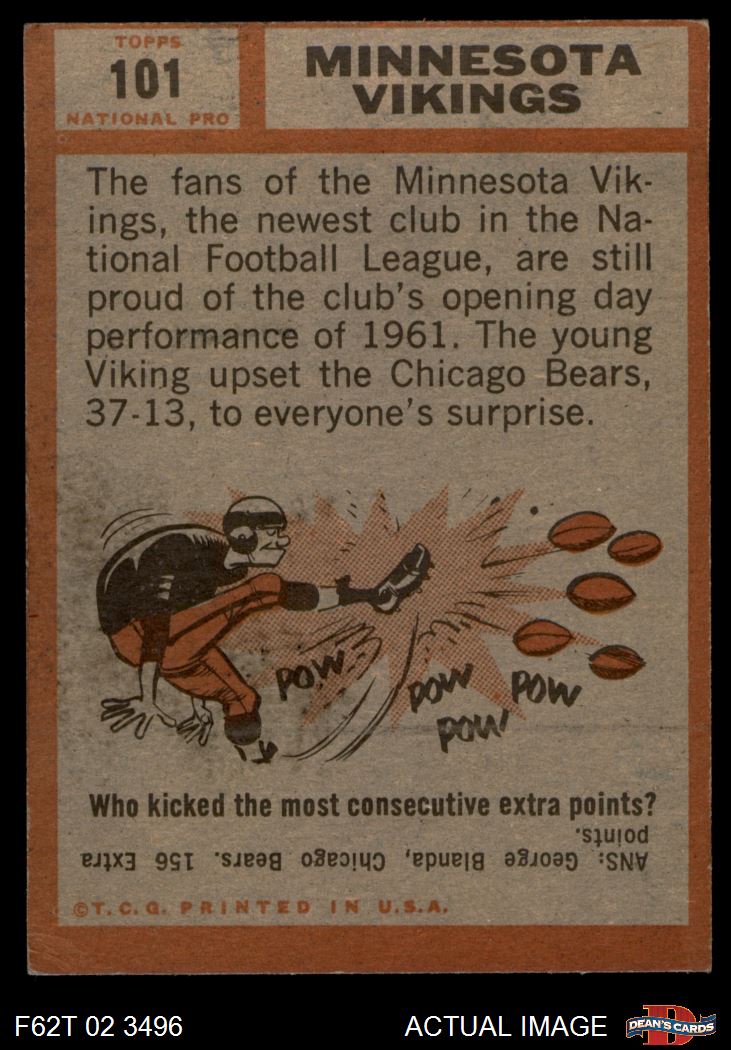 TOPPS
101
NATIONAL PRO
MINNESOTA
VIKINGS
The fans of the Minnesota Vik-
ings, the newest club in the Na-
tional Football League, are still
proud of the club's opening day
performance of 1961. The young
Viking upset the Chicago Bears,
37-13, to everyone's surprise.
POW
POW
POW
POW!
Who kicked the most consecutive extra points?
ANS: George Blanda, Chicago Bears. 156 Extra
points.
©T.C.G. PRINTED IN U.S.A.
F62T 02 3496
ACTUAL IMAGE
D
DEAN'S CARDS